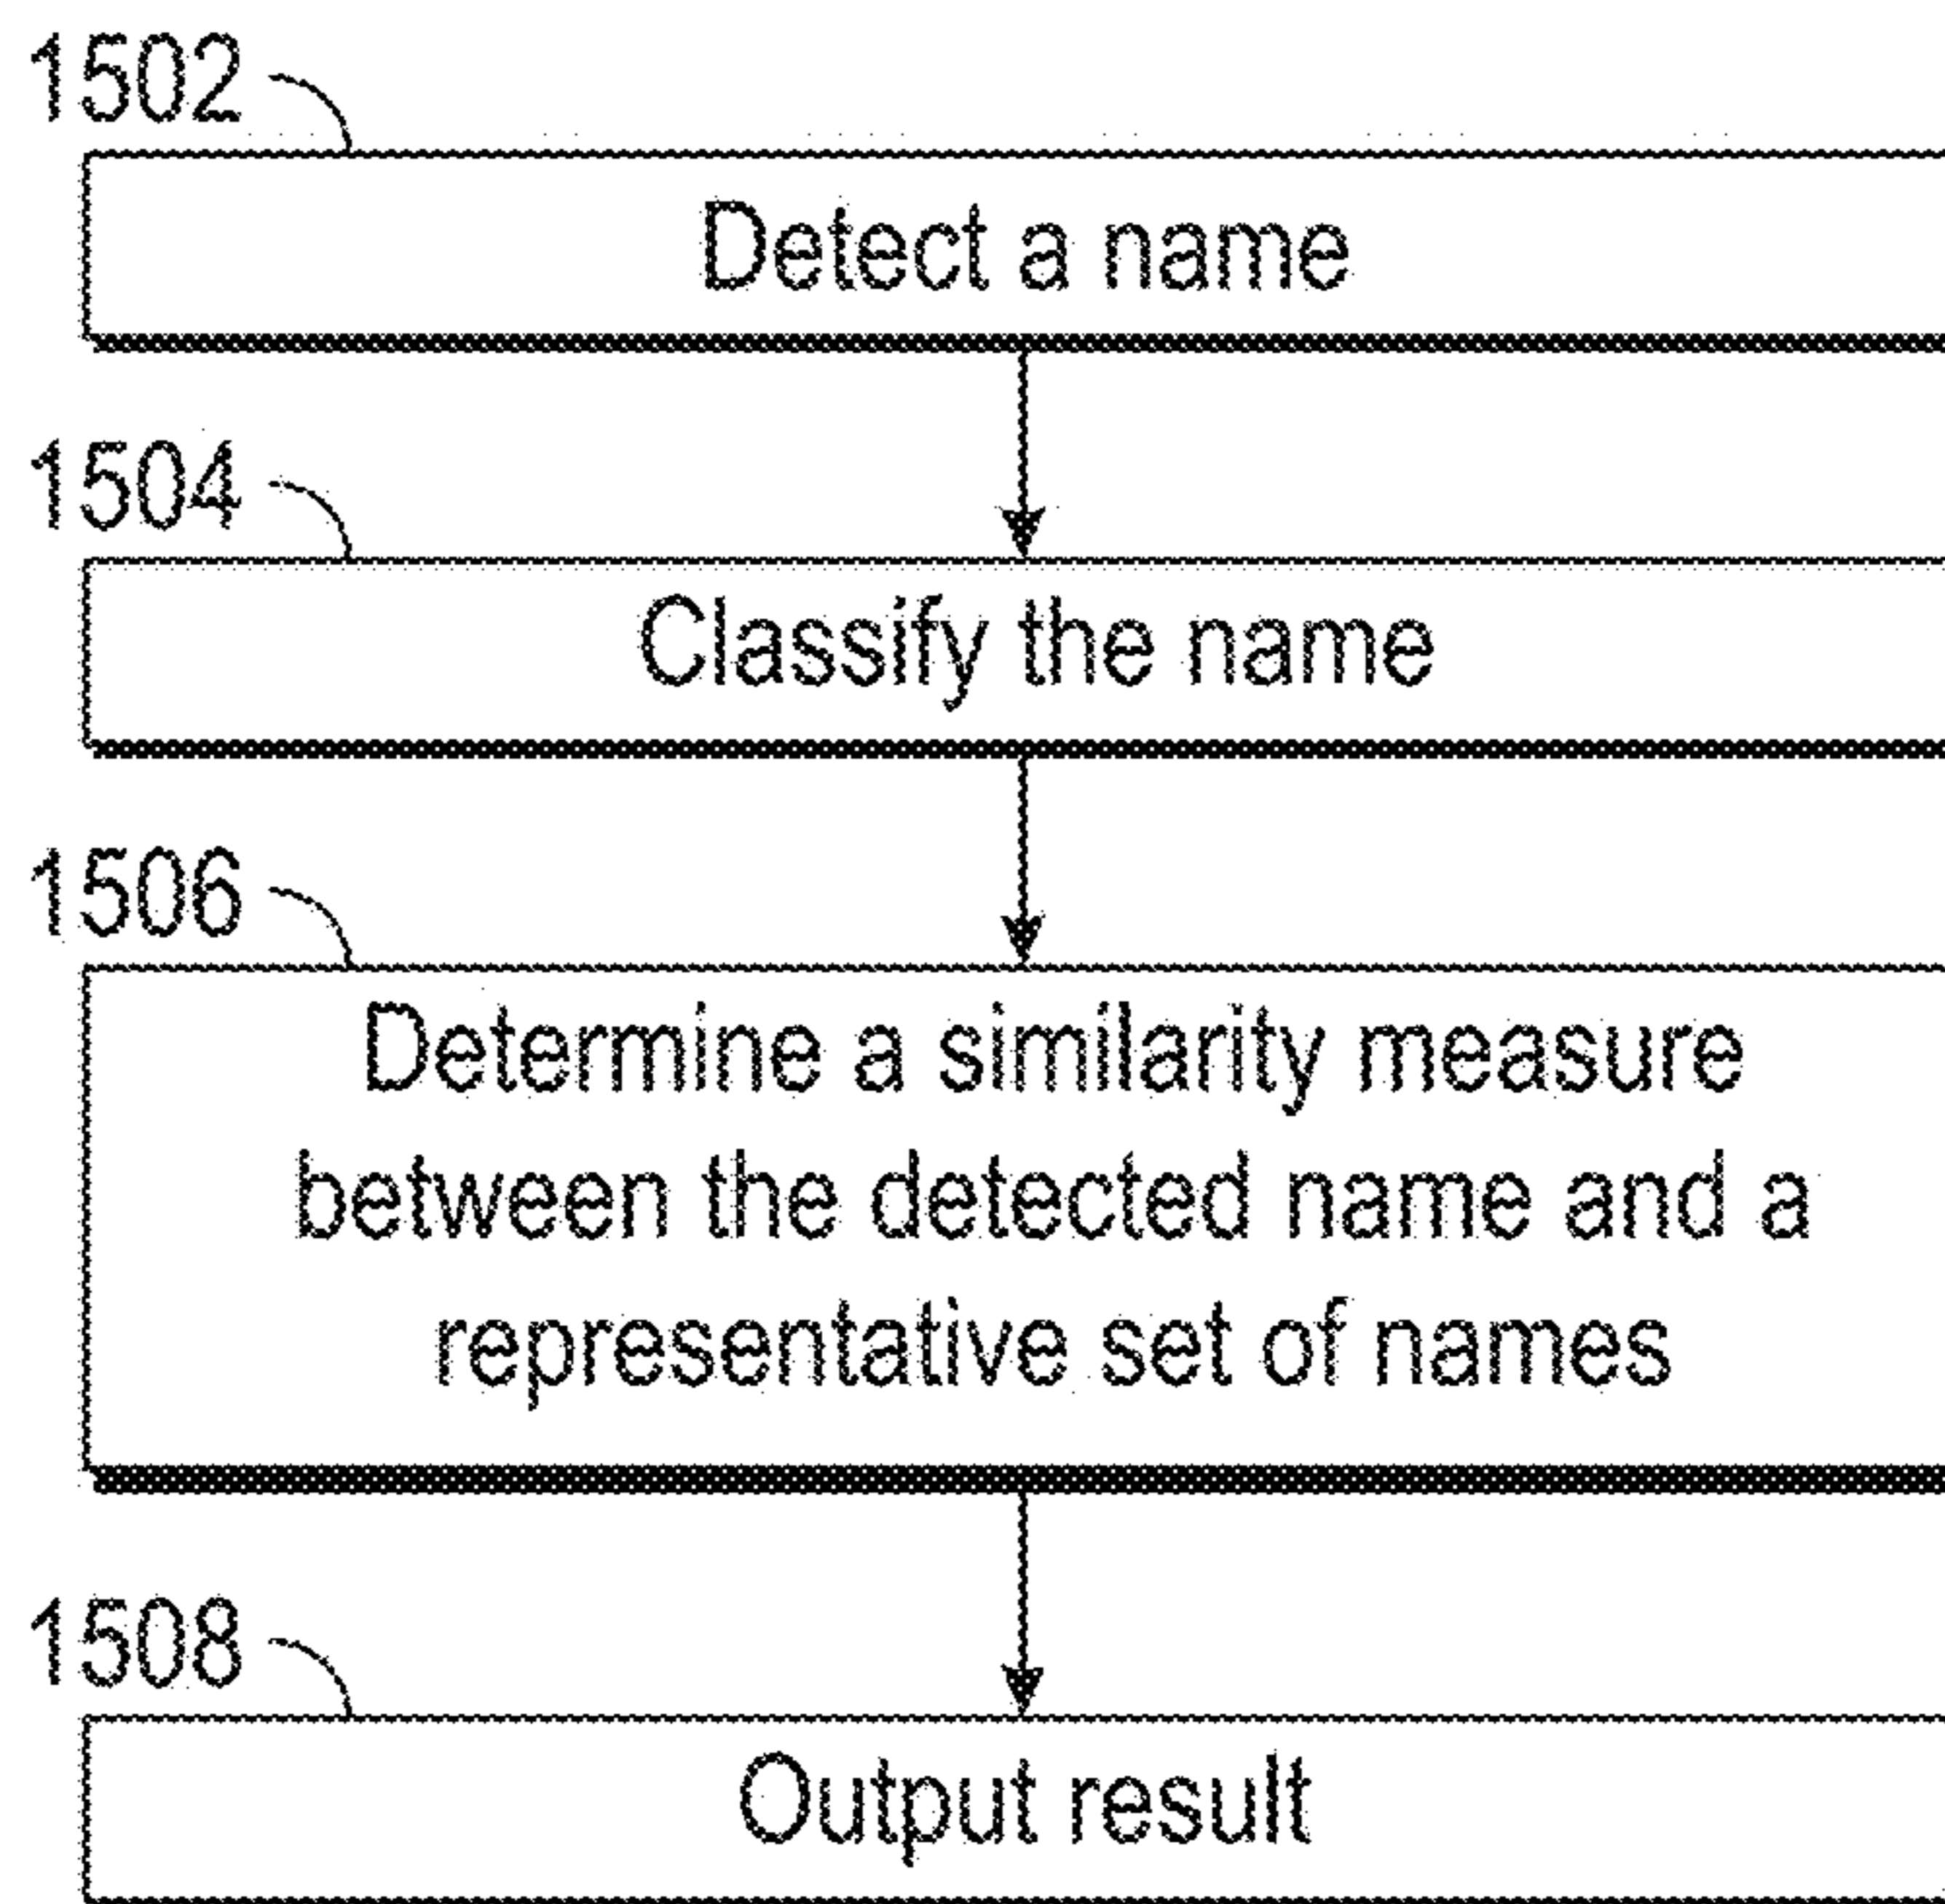 1502
Detect a name
1504
Classify the name
1506
Determine a similarity measure
between the detected name and a
representative set of names
1508
Output result